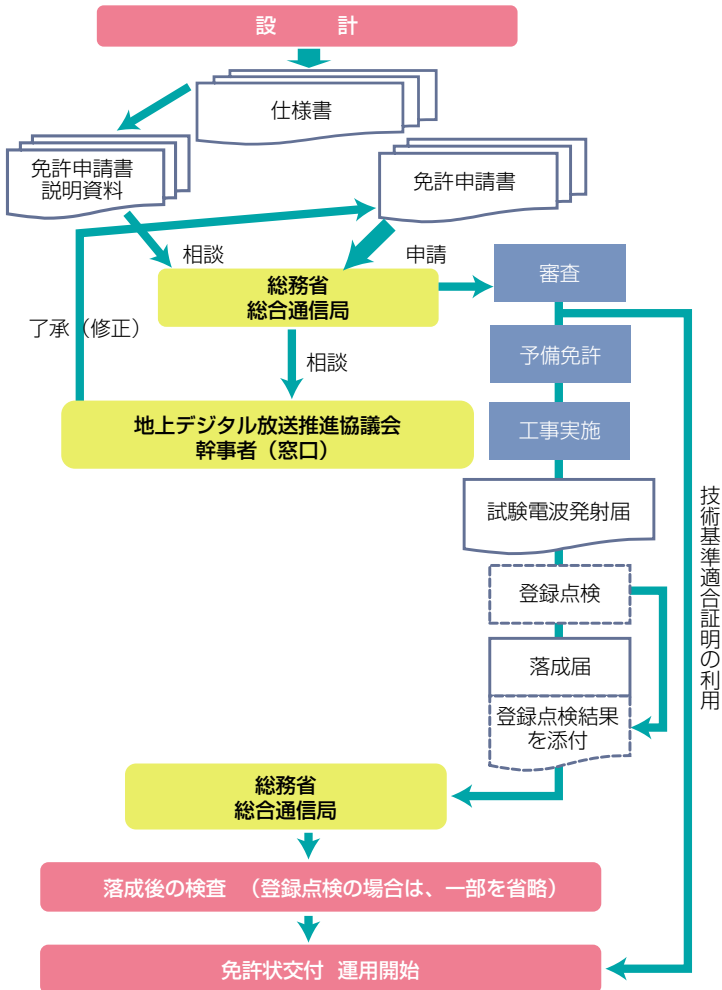 設　　計
仕様書
免許申請書
説明資料
免許申請書
相談
申請
総務省
総合通信局
審査
了承（修正）
相談
予備免許
地上デジタル放送推進協議会
幹事者（窓口）
工事実施
試験電波発射届
技術基準適合証明の利用
登録点検
落成届
登録点検結果
を添付
総務省
総合通信局
落成後の検査　（登録点検の場合は、一部を省略）
免許状交付 運用開始